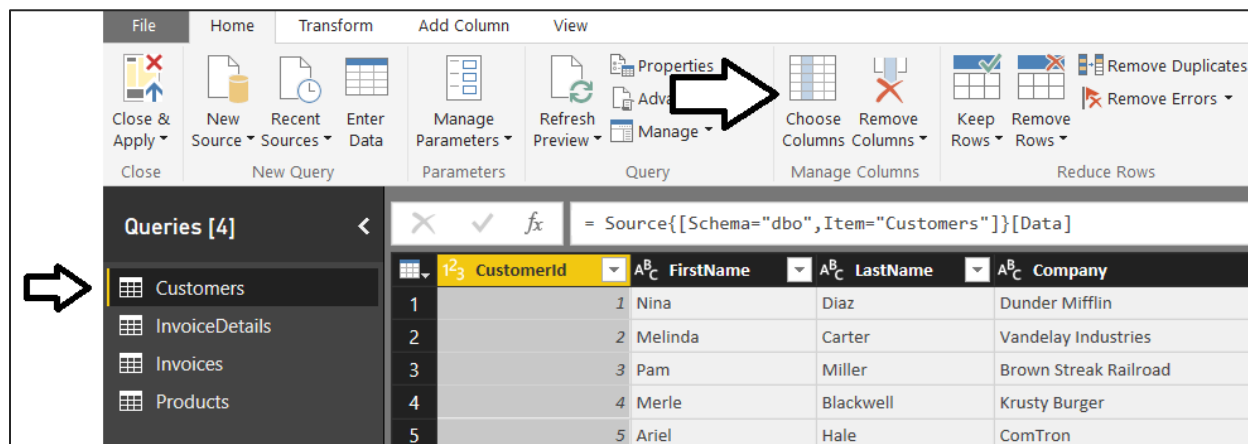 File Home Transform Add Column View
Properties
Remove Duplicates
Remove Errors
Manage
Close & Apply
New Source
Recent Sources
Enter Data
Manage Parameters
Refresh Preview
Choose Columns
Remove Columns
Keep Rows
Remove Rows
Close New Query Parameters Query Manage Columns Reduce Rows
Queries [4]
fx = Source{[Schema="dbo",Item="Customers"]}[Data]
Customers
InvoiceDetails
Invoices
Products
123 CustomerId ABC FirstName ABC LastName ABC Company
1 1 Nina Diaz Dunder Mifflin
2 2 Melinda Carter Vandelay Industries
3 3 Pam Miller Brown Streak Railroad
4 4 Merle Blackwell Krusty Burger
5 5 Ariel Hale ComTron